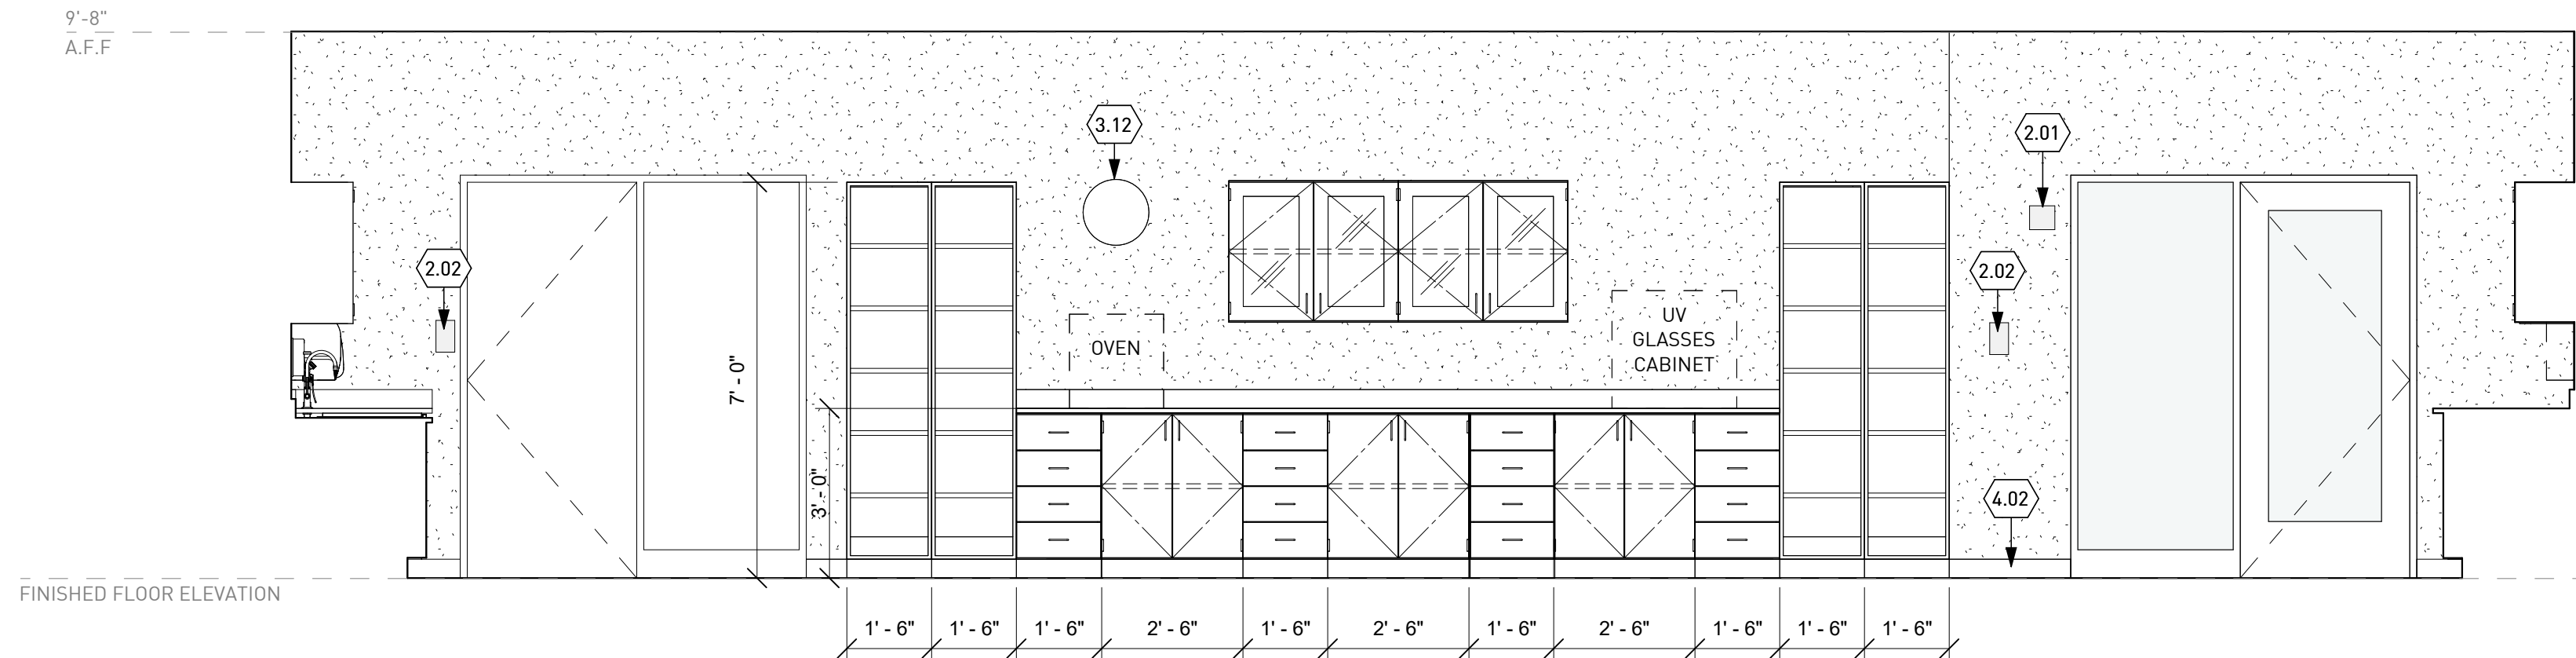 9'-8"
A.F.F
3.12
2.01
2.02
2.02
UV
GLASSES
CABINET
OVEN
7' - 0"
3' - 0"
4.02
FINISHED FLOOR ELEVATION
1' - 6" 1' - 6" 1' - 6" 2' - 6" 1' - 6" 2' - 6" 1' - 6" 2' - 6" 1' - 6" 1' - 6" 1' - 6"